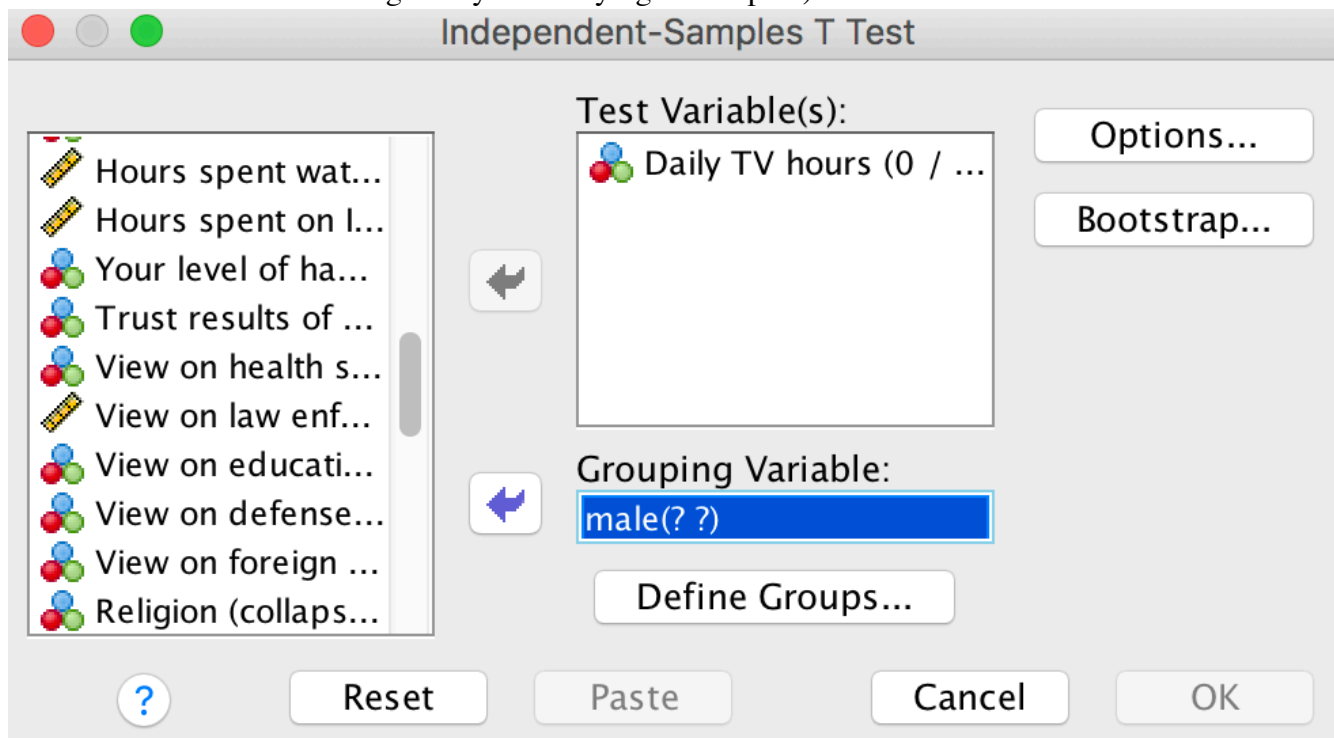 Independent-Samples T Test
Test Variable(s):
Daily TV hours (0 / ...
Options...
Bootstrap...
Hours spent wat...
Hours spent on I...
Your level of ha...
Trust results of ...
View on health s...
View on law enf...
View on educati...
View on defense...
View on foreign ...
Religion (collaps...
Grouping Variable:
male(? ?)
Define Groups...
?
Reset
Paste
Cancel
OK